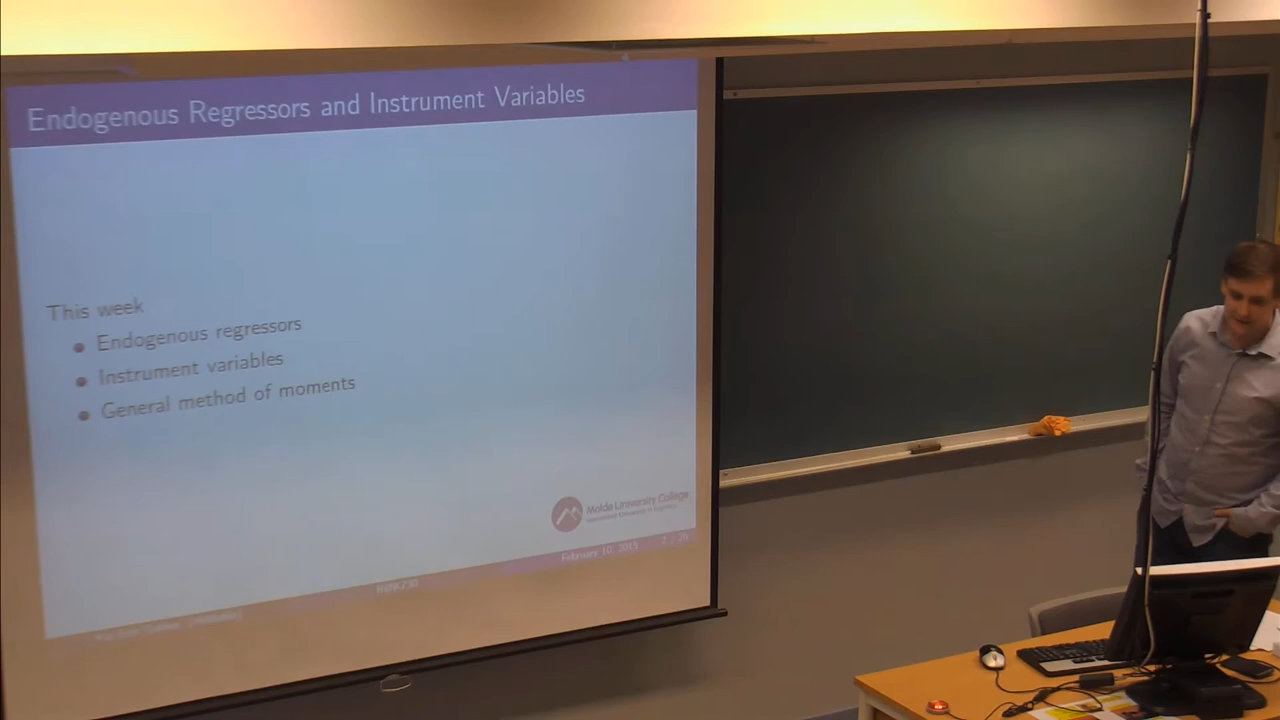 Endogenous Regressors and Instrument Variables
This week
Endogenous regressors
Instrument variables
General method of moments
Molde University College
February 10, 2015